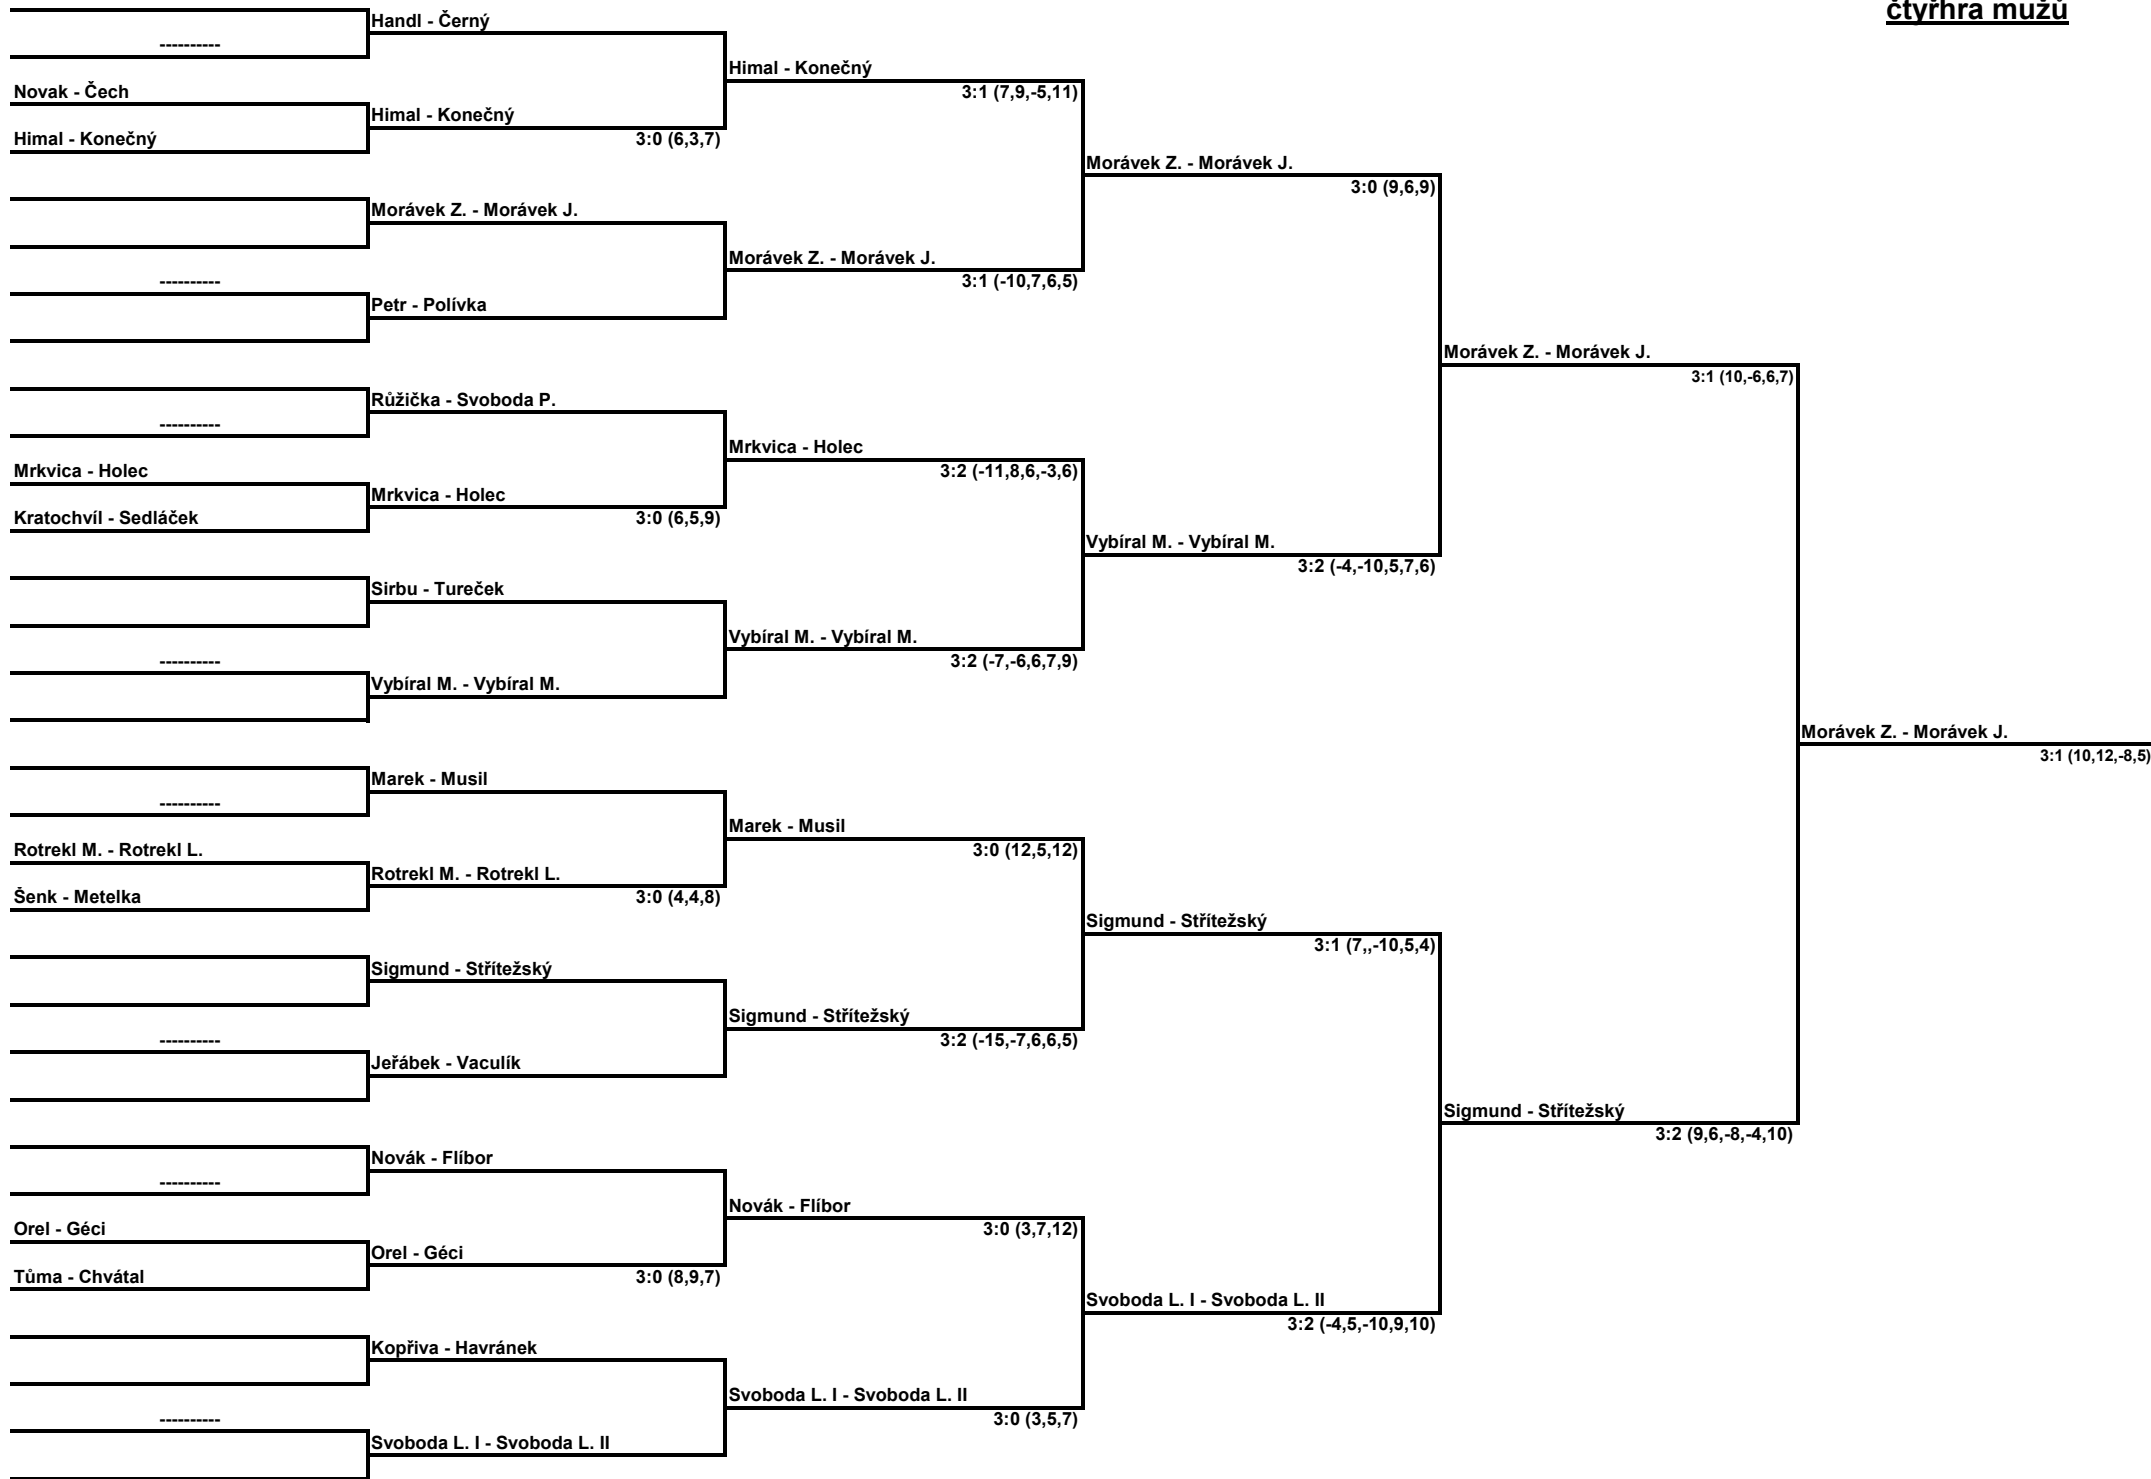 čtyřhra mužů
Handl - Černý
----------
Himal - Konečný
3:1 (7,9,-5,11)
Novak - Čech
Himal - Konečný
3:0 (6,3,7)
Himal - Konečný
Morávek Z. - Morávek J.
3:0 (9,6,9)
Morávek Z. - Morávek J.
Morávek Z. - Morávek J.
3:1 (-10,7,6,5)
----------
Petr - Polívka
Morávek Z. - Morávek J.
3:1 (10,-6,6,7)
Růžička - Svoboda P.
----------
Mrkvica - Holec
3:2 (-11,8,6,-3,6)
Mrkvica - Holec
Mrkvica - Holec
3:0 (6,5,9)
Kratochvíl - Sedláček
Vybíral M. - Vybíral M.
3:2 (-4,-10,5,7,6)
Sirbu - Tureček
Vybíral M. - Vybíral M.
3:2 (-7,-6,6,7,9)
----------
Vybíral M. - Vybíral M.
Morávek Z. - Morávek J.
3:1 (10,12,-8,5)
Marek - Musil
----------
Marek - Musil
3:0 (12,5,12)
Rotrekl M. - Rotrekl L.
Rotrekl M. - Rotrekl L.
3:0 (4,4,8)
Šenk - Metelka
Sigmund - Střítežský
3:1 (7,,-10,5,4)
Sigmund - Střítežský
Sigmund - Střítežský
3:2 (-15,-7,6,6,5)
----------
Jeřábek - Vaculík
Sigmund - Střítežský
3:2 (9,6,-8,-4,10)
Novák - Flíbor
----------
Novák - Flíbor
3:0 (3,7,12)
Orel - Géci
Orel - Géci
3:0 (8,9,7)
Tůma - Chvátal
Svoboda L. I - Svoboda L. II
3:2 (-4,5,-10,9,10)
Kopřiva - Havránek
Svoboda L. I - Svoboda L. II
3:0 (3,5,7)
----------
Svoboda L. I - Svoboda L. II